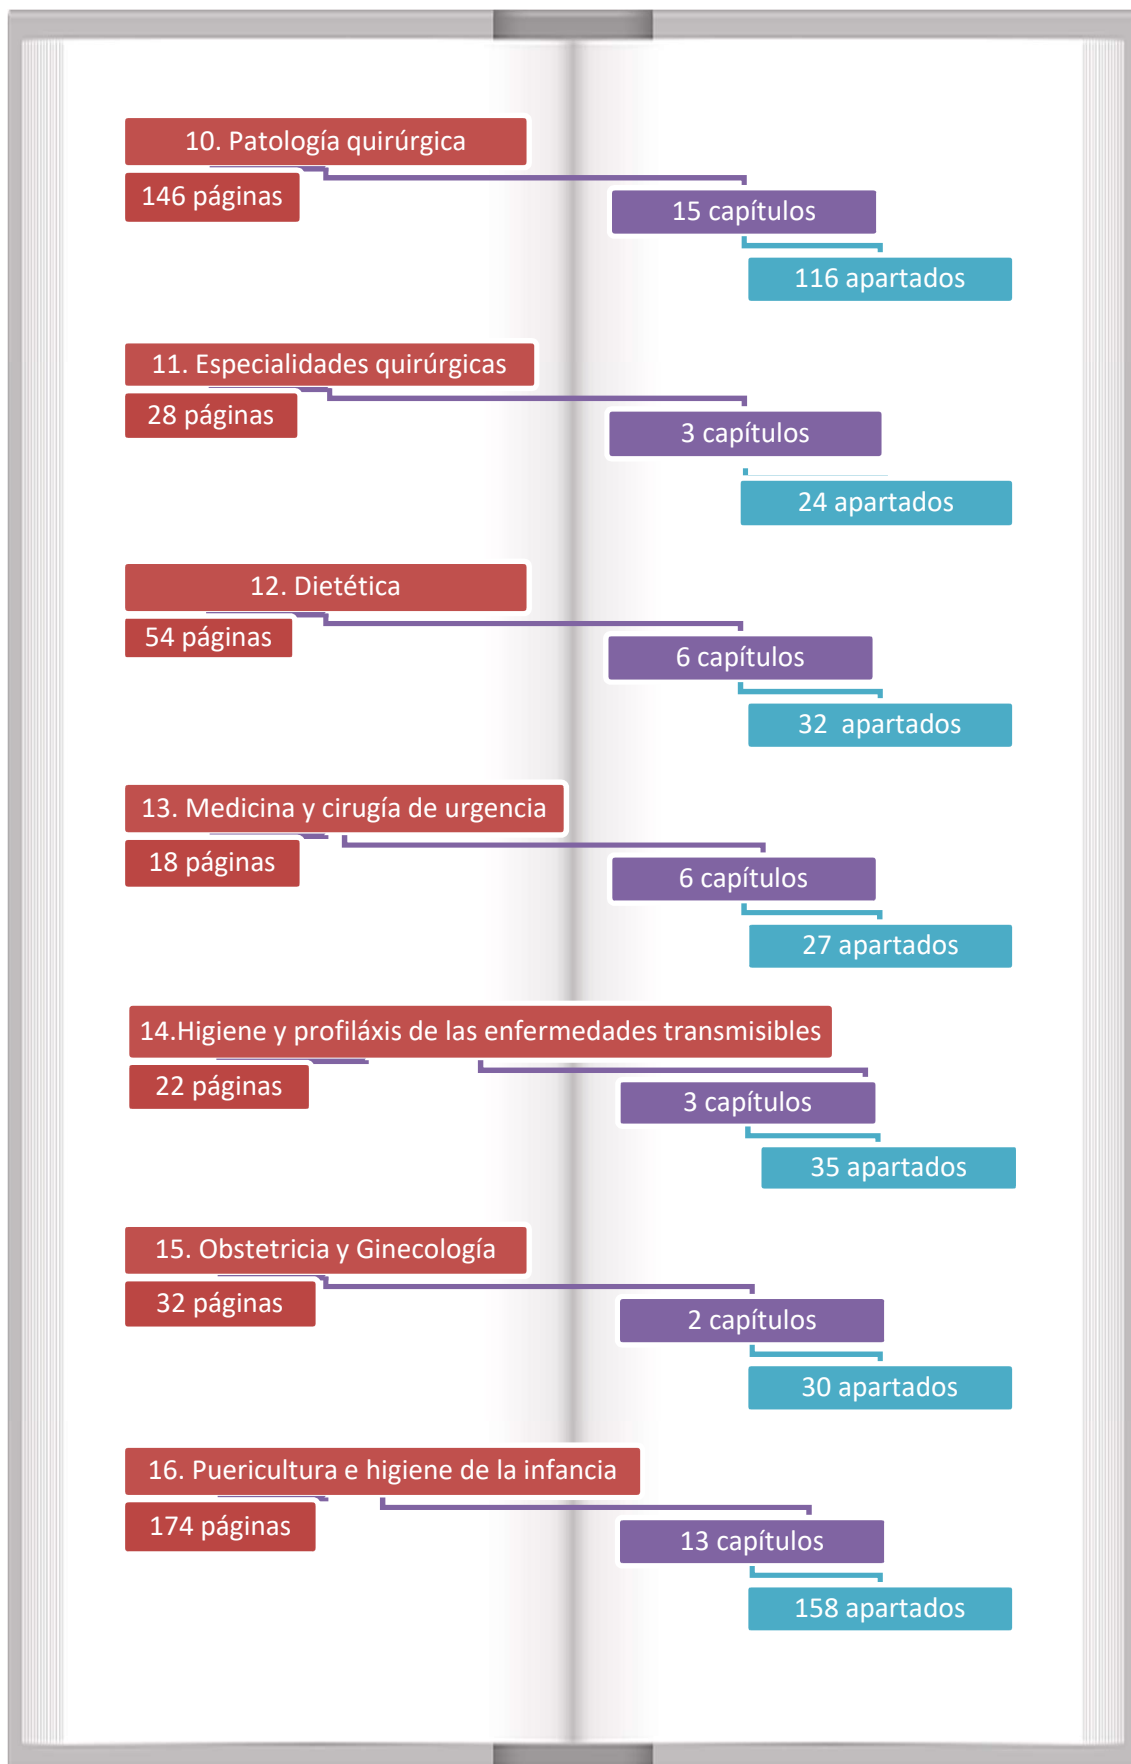 10. Patología quirúrgica
146 páginas
15 capítulos
116 apartados
11. Especialidades quirúrgicas
28 páginas
3 capítulos
24 apartados
12. Dietética
54 páginas
6 capítulos
32 apartados
13. Medicina y cirugía de urgencia
18 páginas
6 capítulos
27 apartados
14.Higiene y profiláxis de las enfermedades transmisibles
22 páginas
3 capítulos
35 apartados
15. Obstetricia y Ginecología
32 páginas
2 capítulos
30 apartados
16. Puericultura e higiene de la infancia
174 páginas
13 capítulos
158 apartados